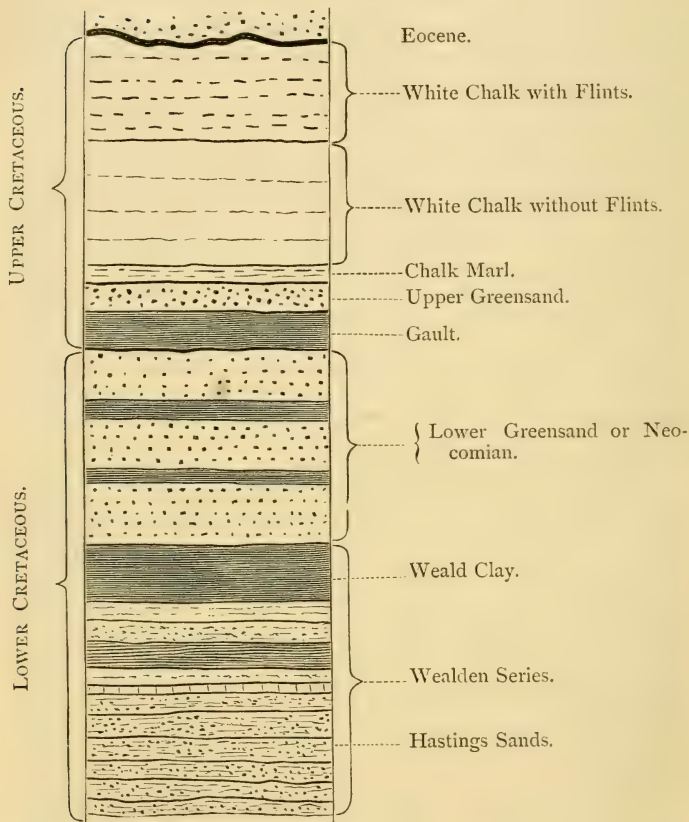 Eocene.
White Chalk with Flints.
UPPER CRETACEOUS.
White Chalk without Flints.
Chalk Marl.
Upper Greensand.
Gault.
Lower Greensand or Neo-
comian.
LOWER CRETACEOUS.
Weald Clay.
Wealden Series.
Hastings Sands.